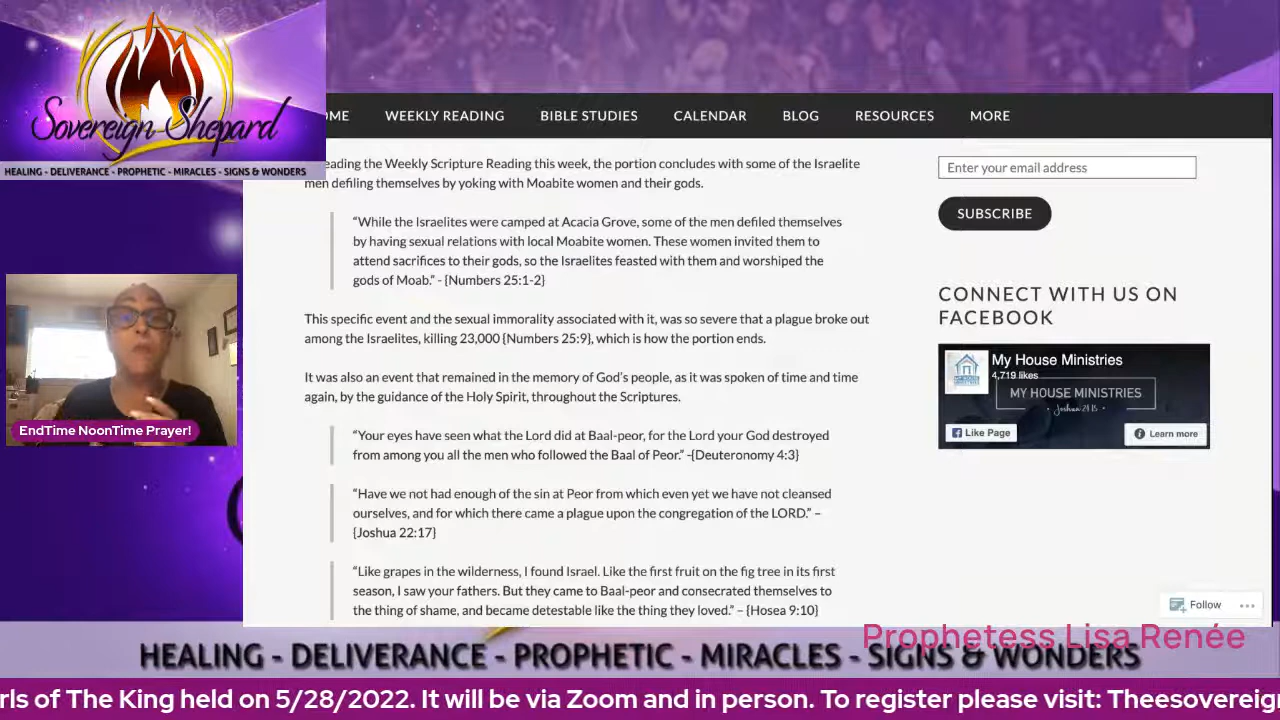 Sovereign Shepard
HEALING - DELIVERANCE - PROPHETIC - MIRACLES - SIGNS & WONDERS
WEEKLY READING
BIBLE STUDIES
CALENDAR
BLOG
RESOURCES
MORE
the Weekly Scripture Reading this week, the portion concludes with some of the Israelite
men defiling themselves by yoking with Moabite women and their gods.
“While the Israelites were camped at Acacia Grove, some of the men defiled themselves
by having sexual relations with local Moabite women. These women invited them to
attend sacrifices to their gods, so the Israelites feasted with them and worshiped the
gods of Moab.” - {Numbers 25:1-2}
This specific event and the sexual immorality associated with it, was so severe that a plague broke out
among the Israelites, killing 23,000 {Numbers 25:9}, which is how the portion ends.
It was also an event that remained in the memory of God’s people, as it was spoken of time and time
again, by the guidance of the Holy Spirit, throughout the Scriptures.
“Your eyes have seen what the Lord did at Baal-peor, for the Lord your God destroyed
from among you all the men who followed the Baal of Peor.” -{Deuteronomy 4:3}
“Have we not had enough of the sin at Peor from which even yet we have not cleansed
ourselves, and for which there came a plague upon the congregation of the LORD.” –
{Joshua 22:17}
“Like grapes in the wilderness, I found Israel. Like the first fruit on the fig tree in its first
season, I saw your fathers. But they came to Baal-peor and consecrated themselves to
the thing of shame, and became detestable like the thing they loved.” – {Hosea 9:10}
Enter your email address
SUBSCRIBE
CONNECT WITH US ON
FACEBOOK
My House Ministries
4,719 likes
MY HOUSE MINISTRIES
Joshua 24:15
Like Page
Learn more
Follow
EndTime NoonTime Prayer!
Prophetess Lisa Renée
HEALING - DELIVERANCE - PROPHETIC - MIRACLES - SIGNS & WONDERS
of The King held on 5/28/2022. It will be via Zoom and in person. To register please visit: